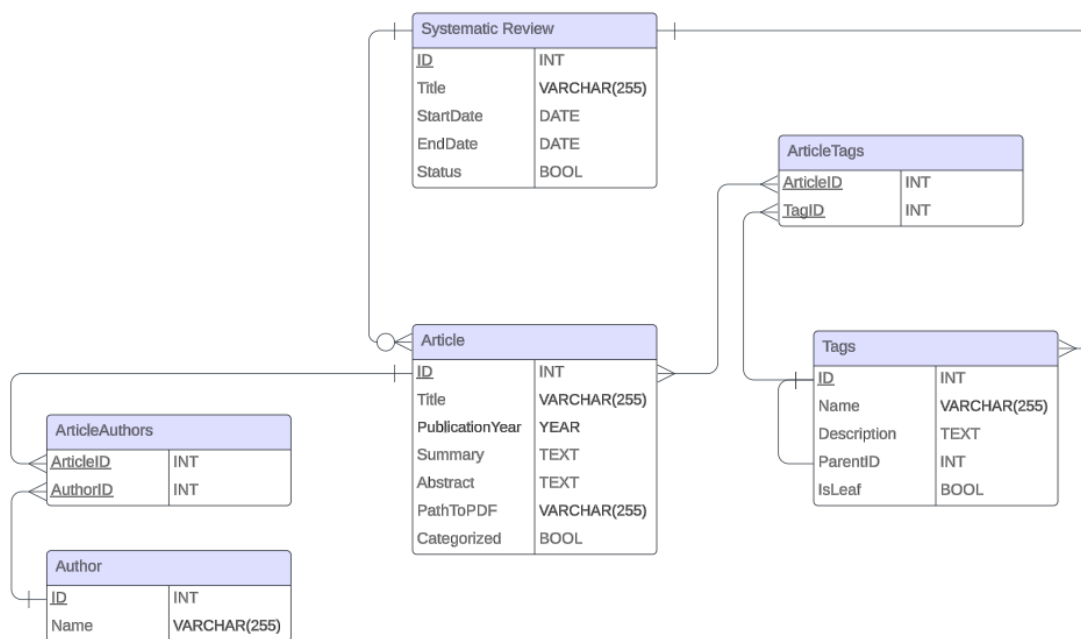 Systematic Review
ID INT
Title VARCHAR(255)
StartDate DATE
EndDate DATE
Status BOOL
ArticleTags
ArticleID INT
TagID INT
Article
ID INT
Title VARCHAR(255)
PublicationYear YEAR
Summary TEXT
Abstract TEXT
PathToPDF VARCHAR(255)
Categorized BOOL
Tags
ID INT
Name VARCHAR(255)
Description TEXT
ParentID INT
IsLeaf BOOL
ArticleAuthors
ArticleID INT
AuthorID INT
Author
ID INT
Name VARCHAR(255)